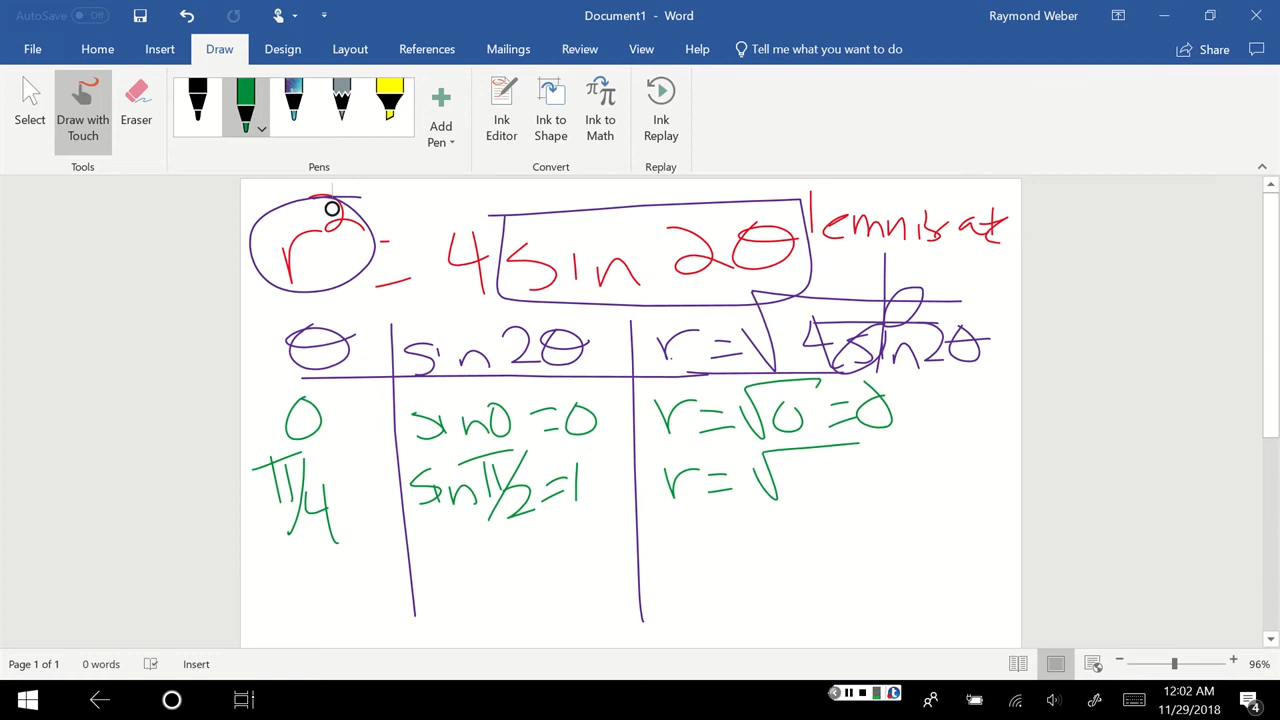 AutoSave Off
Document1 - Word
Raymond Weber
File Home Insert Draw Design Layout References Mailings Review View Help Tell me what you want to do Share
Select
Draw with Touch
Eraser
Add Pen
Ink Editor
Ink to Shape
Ink to Math
Ink Replay
Tools Pens Convert Replay
r² = 4 sin 2θ lemniscat
θ sin 2θ r = √4 sin 2θ
0 sin 0 = 0 r = √0 = 0
π/4 sin π/2 = 1 r = √
Page 1 of 1 0 words Insert 96%
12:02 AM
11/29/2018
4